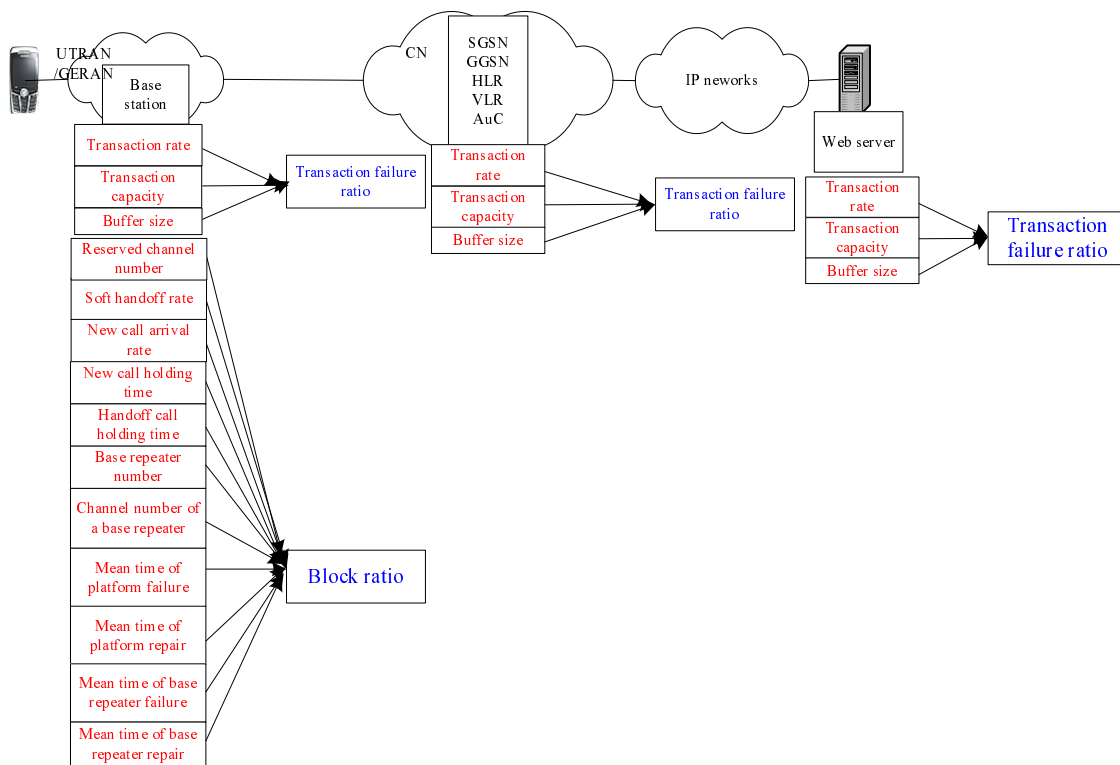 UTRAN
/GERAN
Base
station
CN
SGSN
GGSN
HLR
VLR
AuC
IP neworks
Web server
Transaction rate
Transaction
capacity
Buffer size
Transaction failure
ratio
Transaction
rate
Transaction
capacity
Buffer size
Transaction failure
ratio
Transaction
rate
Transaction
capacity
Buffer size
Transaction
failure ratio
Reserved channel
number
Soft handoff rate
New call arrival
rate
New call holding
time
Handoff call
holding time
Base repeater
number
Channel number of
a base repeater
Mean time of
platform failure
Mean time of
platform repair
Mean time of base
repeater failure
Mean time of base
repeater repair
Block ratio